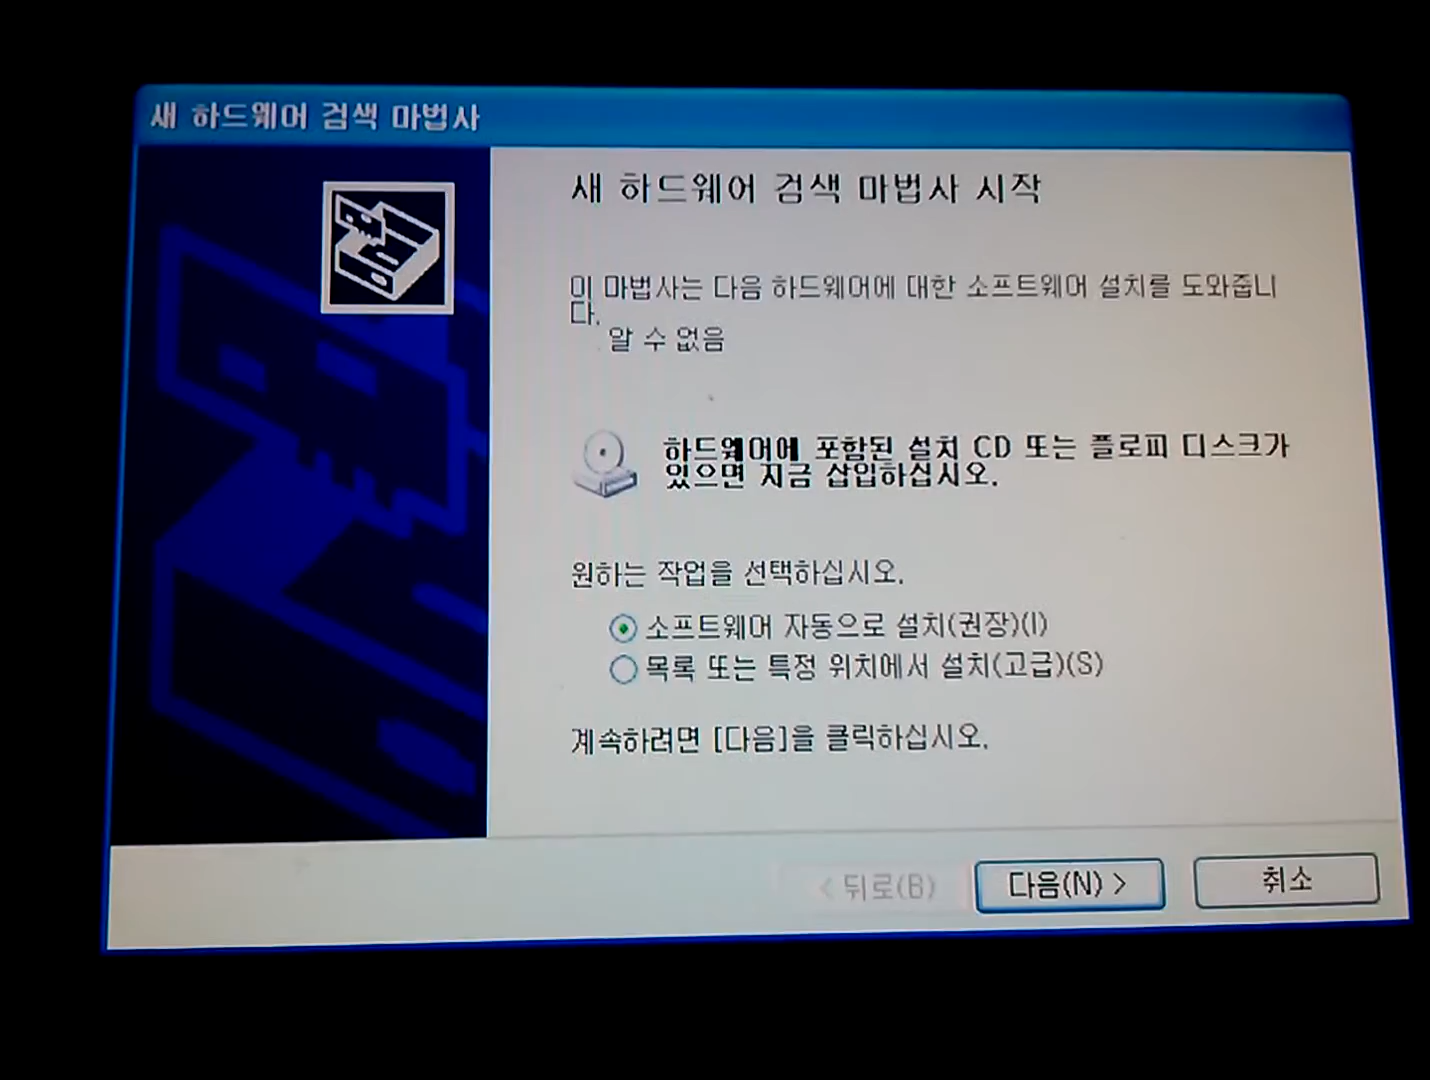 새 하드웨어 검색 마법사
새 하드웨어 검색 마법사 시작
이 마법사는 다음 하드웨어에 대한 소프트웨어 설치를 도와줍니
다.
알 수 없음
하드웨어에 포함된 설치 CD 또는 플로피 디스크가
있으면 지금 삽입하십시오.
원하는 작업을 선택하십시오.
소프트웨어 자동으로 설치(권장)(I)
목록 또는 특정 위치에서 설치(고급)(S)
계속하려면 [다음]을 클릭하십시오.
< 뒤로(B) 다음(N) > 취소